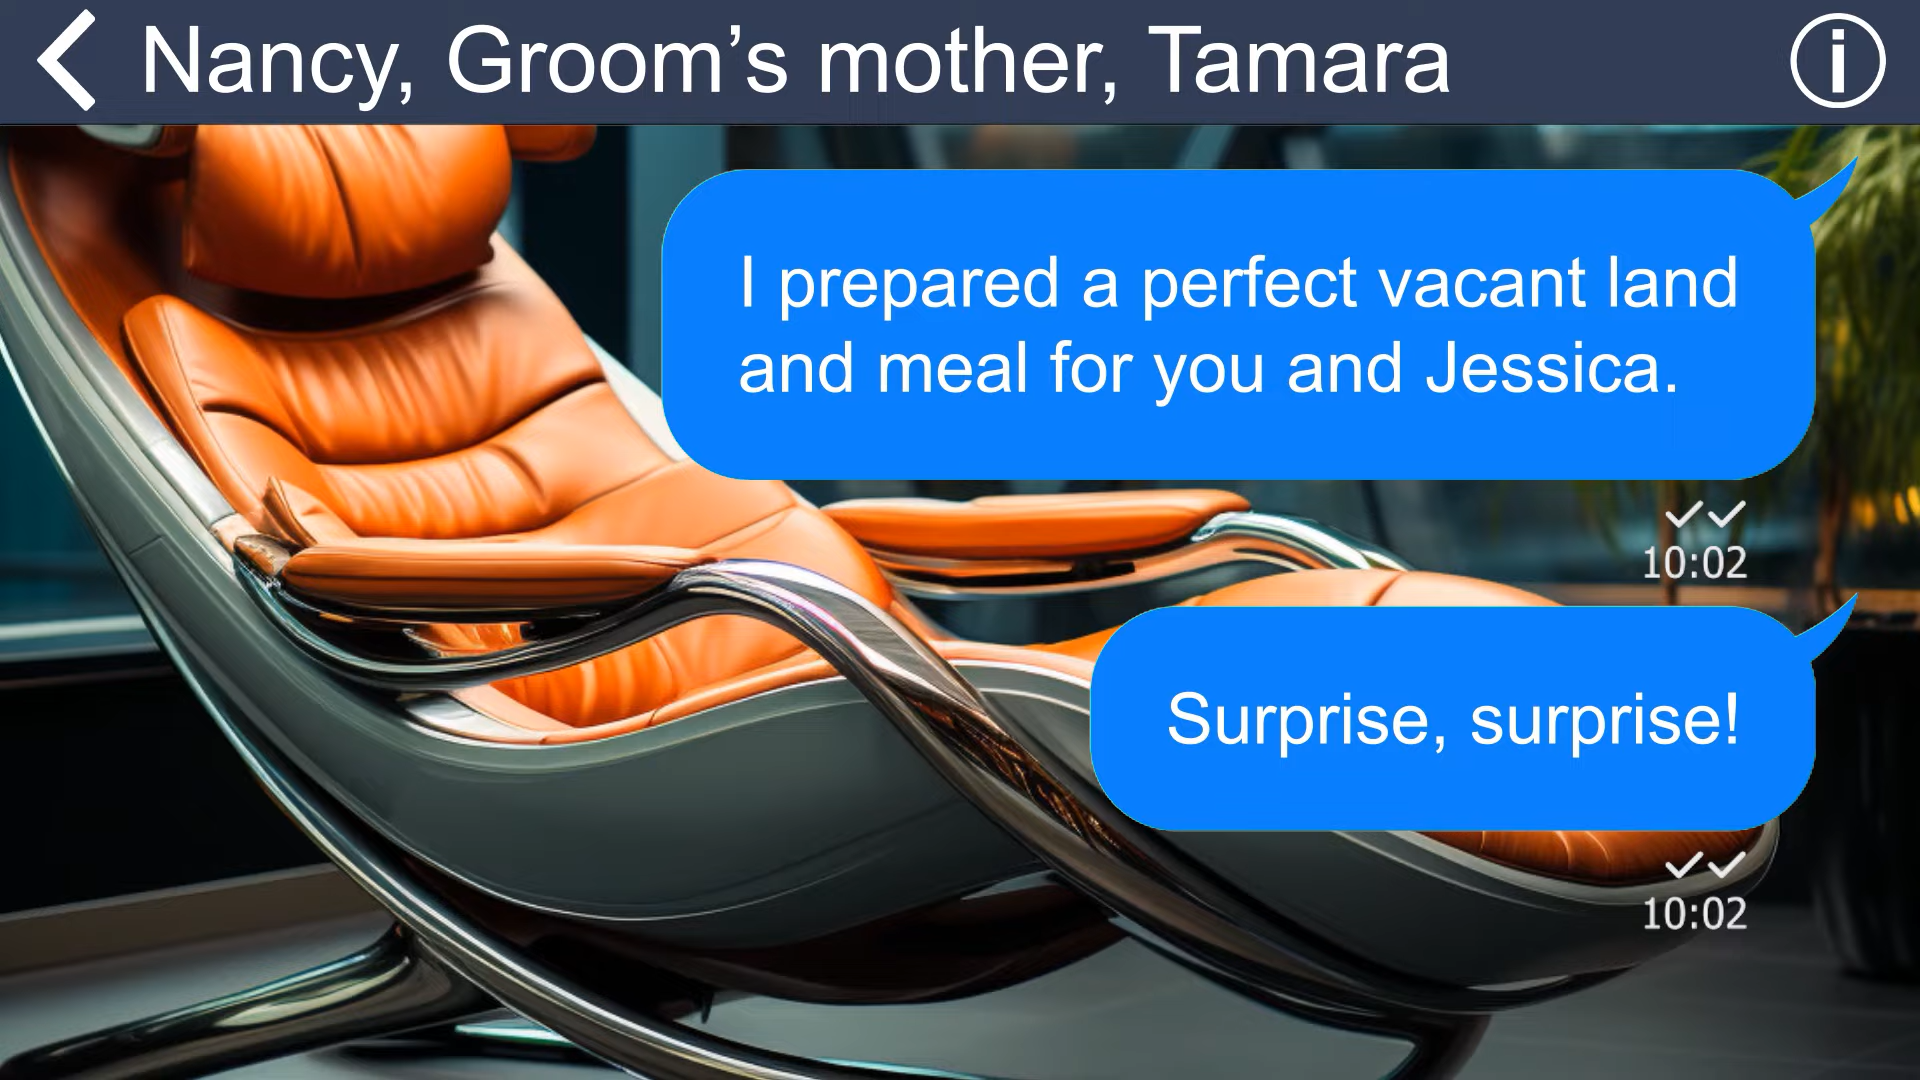 Nancy, Groom’s mother, Tamara
I prepared a perfect vacant land
and meal for you and Jessica.
10:02
Surprise, surprise!
10:02